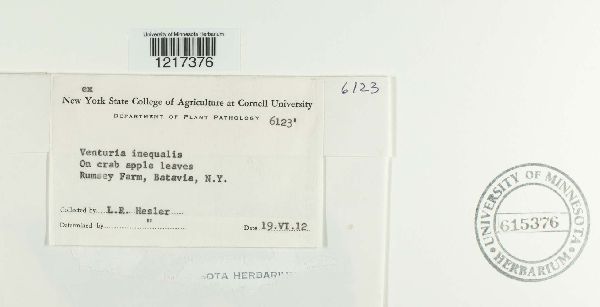 University of Minnesota Herbarium
1217376
6123
ex
New York State College of Agriculture at Cornell University
Department of Plant Pathology 6123'
Venturia inequalis
On crab apple leaves
Rumsey Farm, Batavia, N.Y.
Collected by L.R. Hesler
Determined by " Date 19.VI.12
SOTA HERBARIUM
UNIVERSITY OF MINNESOTA
615376
HERBARIUM